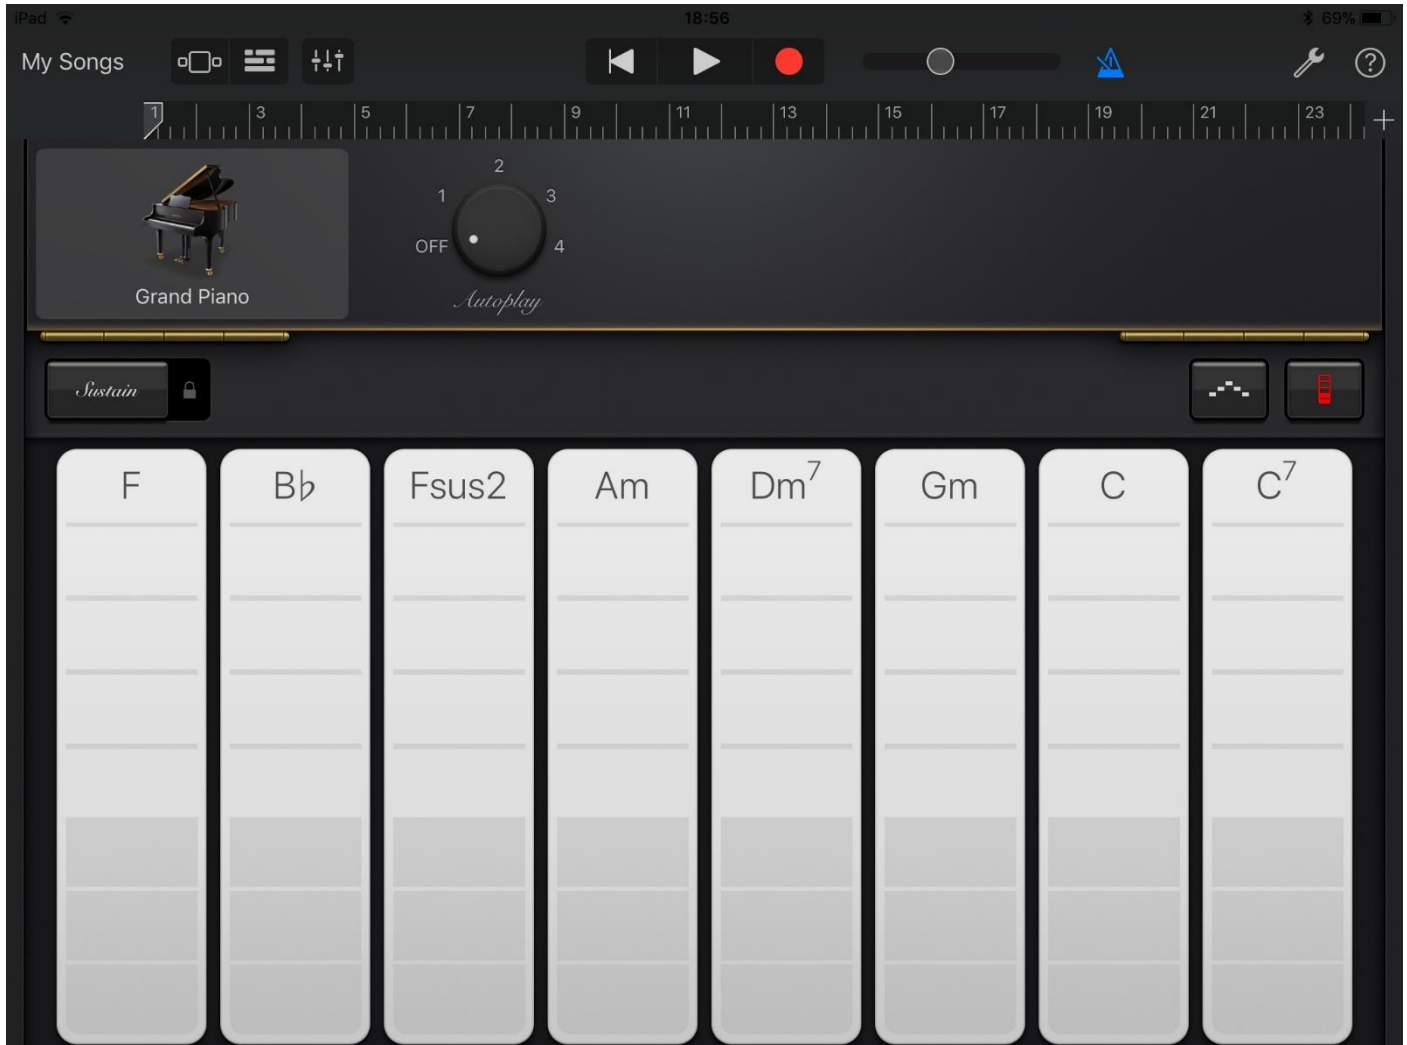 iPad 18:56 69%
My Songs
1 3 5 7 9 11 13 15 17 19 21 23 +
2
1 3
OFF 4
Grand Piano Autoplay
Sustain
F B♭ Fsus2 Am Dm7 Gm C C7